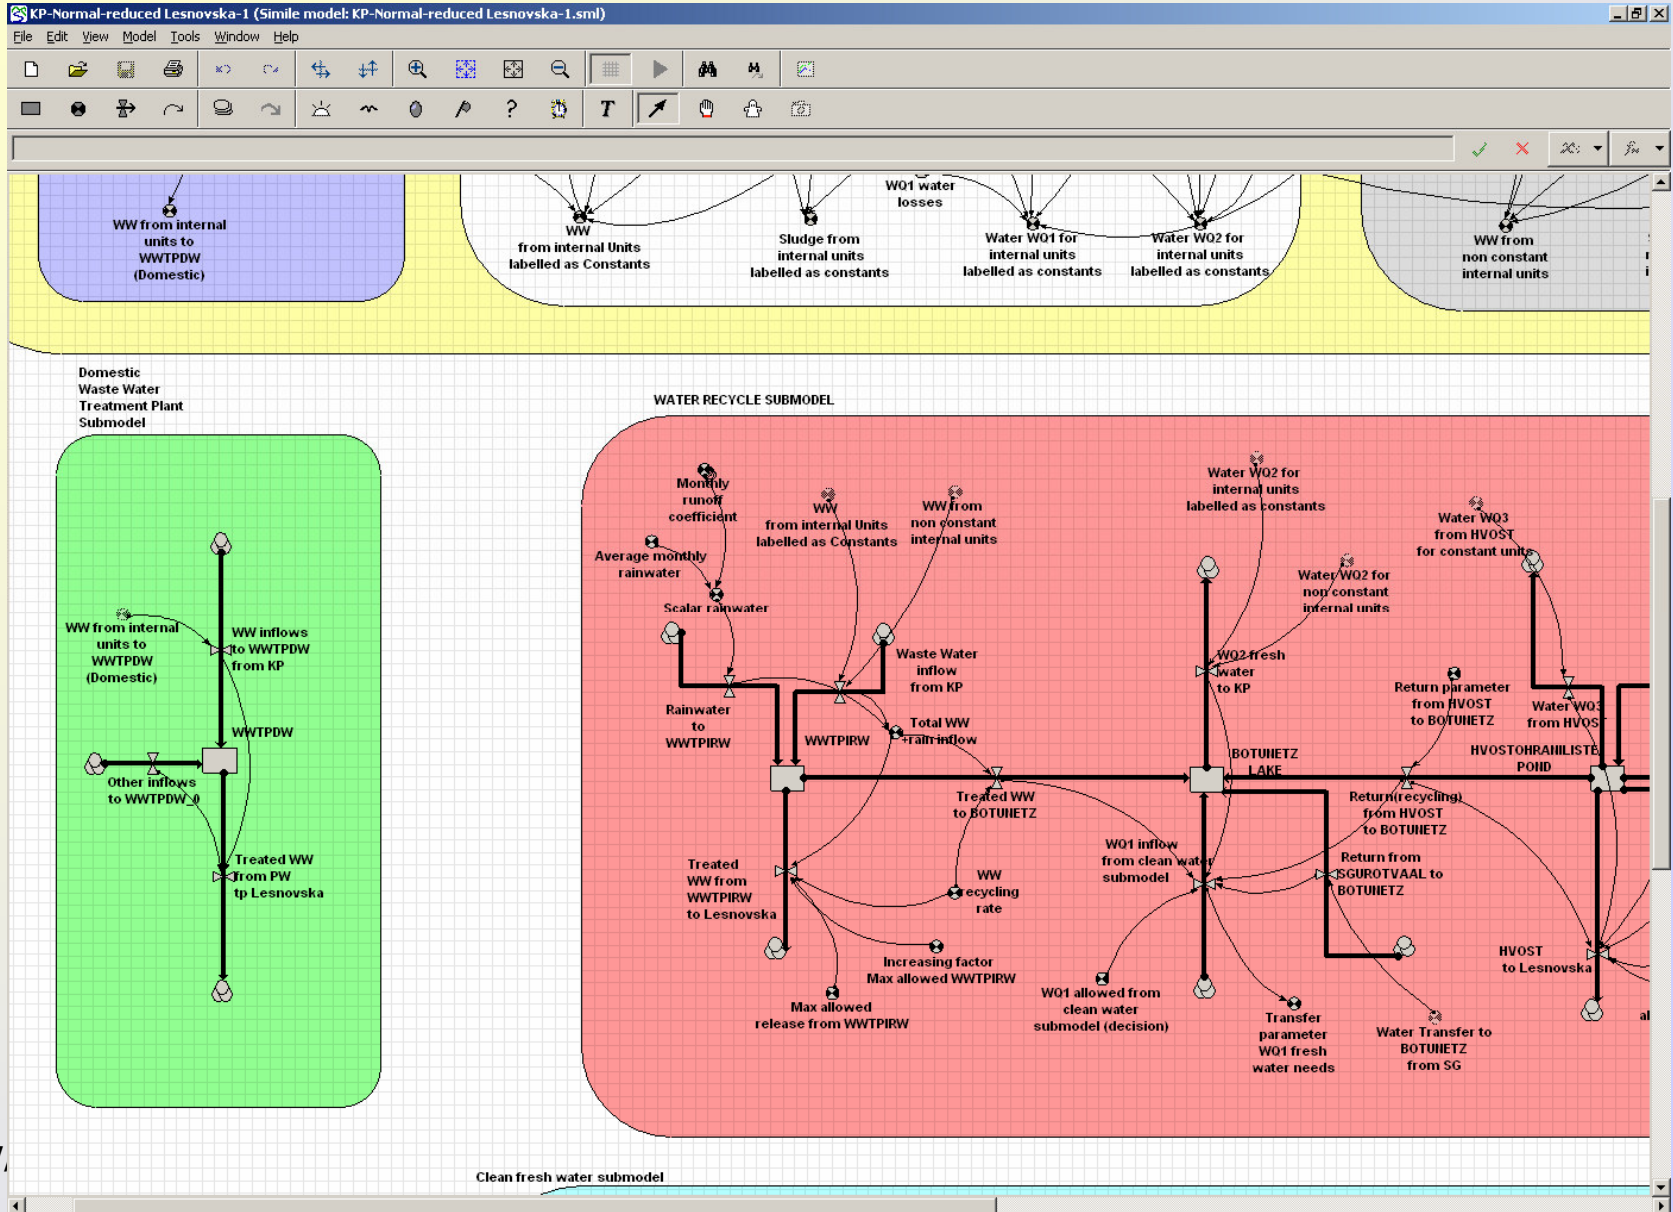 KP-Normal-reduced Lesnovska-1 (Simile model: KP-Normal-reduced Lesnovska-1.sml)
File Edit View Model Tools Window Help
? T
WW from internal
units to
WWTPDW
(Domestic)
WW
from internal Units
labelled as Constants
Sludge from
internal units
labelled as constants
WQ1 water
losses
Water WQ1 for
internal units
labelled as constants
Water WQ2 for
internal units
labelled as constants
WW from
non constant
internal units
Domestic
Waste Water
Treatment Plant
Submodel
WW from internal
units to
WWTPDW
(Domestic)
WW inflows
to WWTPDW
from KP
WWTPDW
Other inflows
to WWTPDW_0
Treated WW
from PW
tp Lesnovska
WATER RECYCLE SUBMODEL
Monthly
runoff
coefficient
Average monthly
rainwater
Scalar rainwater
WW
from internal Units
labelled as Constants
WW from
non constant
internal units
Waste Water
inflow
from KP
Rainwater
to
WWTPIRW
WWTPIRW
Total WW
+rain inflow
Treated WW
to BOTUNETZ
Treated
WW from
WWTPIRW
to Lesnovska
WW
recycling
rate
Increasing factor
Max allowed WWTPIRW
Max allowed
release from WWTPIRW
Water WQ2 for
internal units
labelled as constants
Water WQ2 for
non constant
internal units
WQ2 fresh
water
to KP
BOTUNETZ
LAKE
WQ1 inflow
from clean water
submodel
WQ1 allowed from
clean water
submodel (decision)
Transfer
parameter
WQ1 fresh
water needs
Water Transfer to
BOTUNETZ
from SG
Return from
SGUROTVAAL to
BOTUNETZ
Return(recycling)
from HVOST
to BOTUNETZ
Return parameter
from HVOST
to BOTUNETZ
Water WQ3
from HVOST
for constant units
Water WQ3
from HVOST
HVOSTOHRANILISTE
POND
HVOST
to Lesnovska
al
Clean fresh water submodel